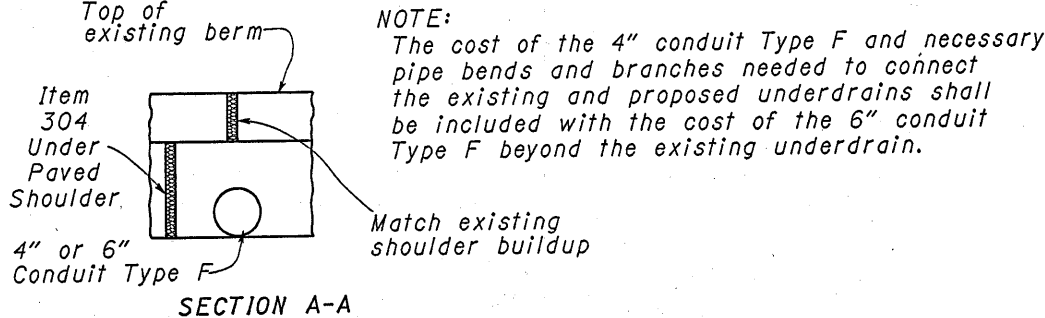 Top of
existing berm
Item
304
Under
Paved
Shoulder
4" or 6"
Conduit Type F
Match existing
shoulder buildup
SECTION A-A
NOTE:
The cost of the 4" conduit Type F and necessary
pipe bends and branches needed to connect
the existing and proposed underdrains shall
be included with the cost of the 6" conduit
Type F beyond the existing underdrain.